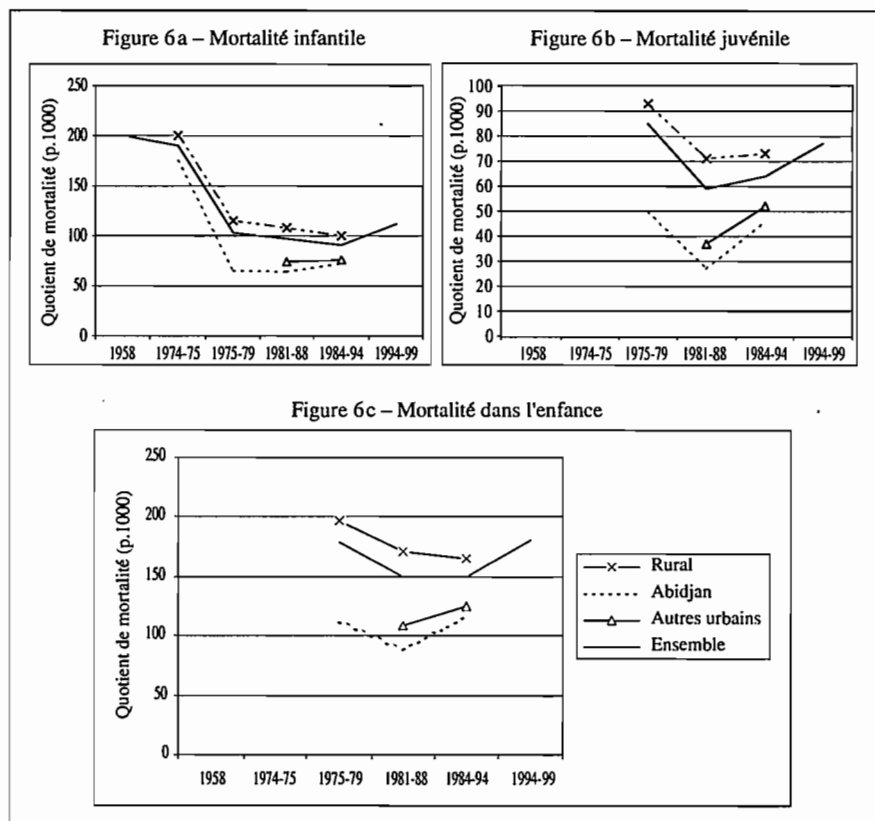 Figure 6a – Mortalité infantile
Quotient de mortalité (p.1000)
250
200
150
100
50
0
1958 1974-75 1975-79 1981-88 1984-94 1994-99
Figure 6b – Mortalité juvénile
Quotient de mortalité (p.1000)
100
90
80
70
60
50
40
30
20
10
0
1958 1974-75 1975-79 1981-88 1984-94 1994-99
Figure 6c – Mortalité dans l'enfance
Quotient de mortalité (p.1000)
250
200
150
100
50
0
1958 1974-75 1975-79 1981-88 1984-94 1994-99
Rural
Abidjan
Autres urbains
Ensemble